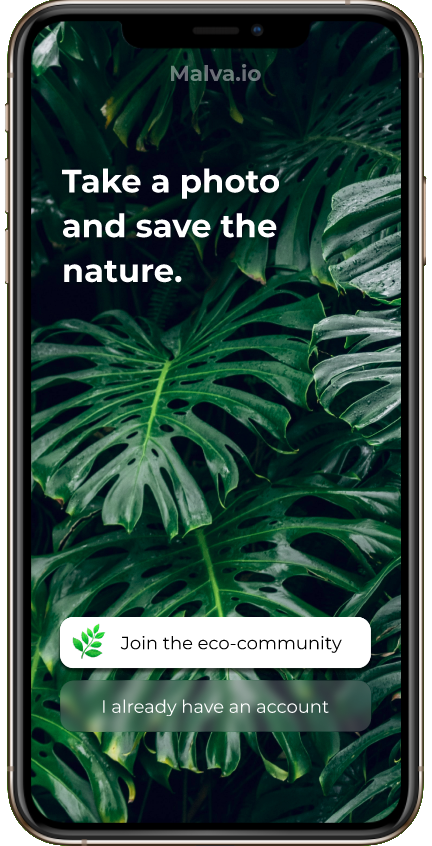 Malva.io
Take a photo
and save the
nature.
Join the eco-community
I already have an account